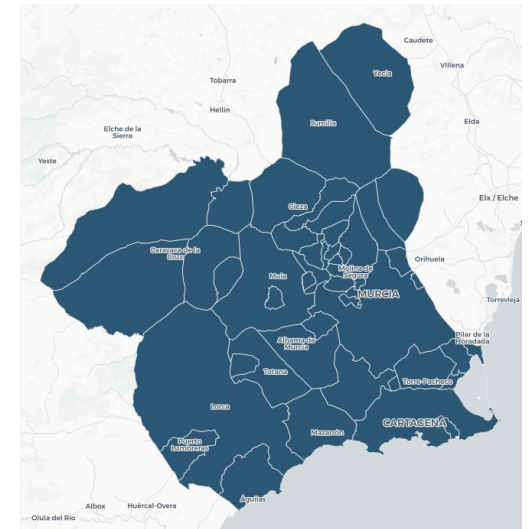 Caudete
Yecla
Villena
Tobarra
Hellín
Jumilla
Elda
Elche de la
Sierra
Yeste
Elx / Elche
Cieza
Caravaca de la
Cruz
Orihuela
Mula
Molina de
Segura
MURCIA
Torrevieja
Pilar de la
Horadada
Alhama de
Murcia
Totana
Torre-Pacheco
Lorca
CARTAGENA
Mazarrón
Puerto
Lumbreras
Águilas
Albox
Huércal-Overa
Olula del Río